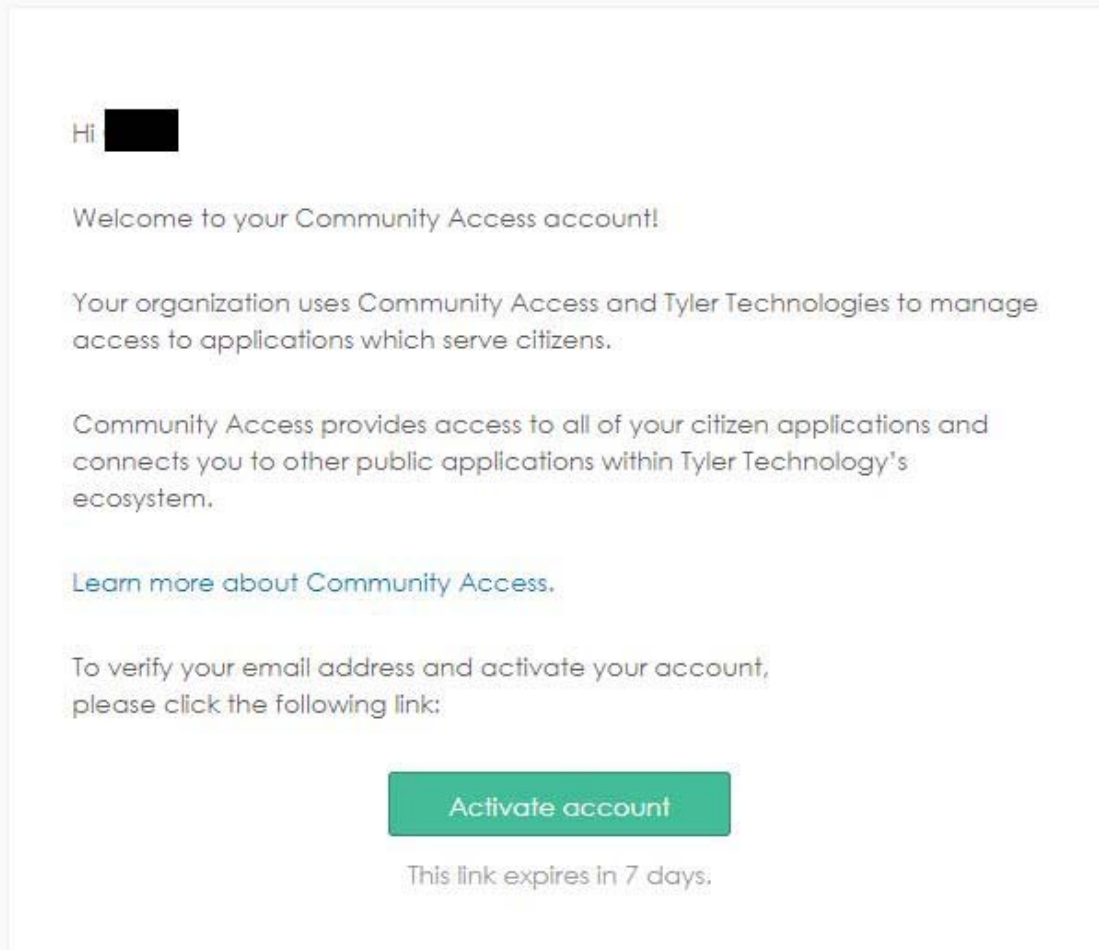 Hi
Welcome to your Community Access account!
Your organization uses Community Access and Tyler Technologies to manage
access to applications which serve citizens.
Community Access provides access to all of your citizen applications and
connects you to other public applications within Tyler Technology's
ecosystem.
Learn more about Community Access.
To verify your email address and activate your account,
please click the following link:
Activate account
This link expires in 7 days.